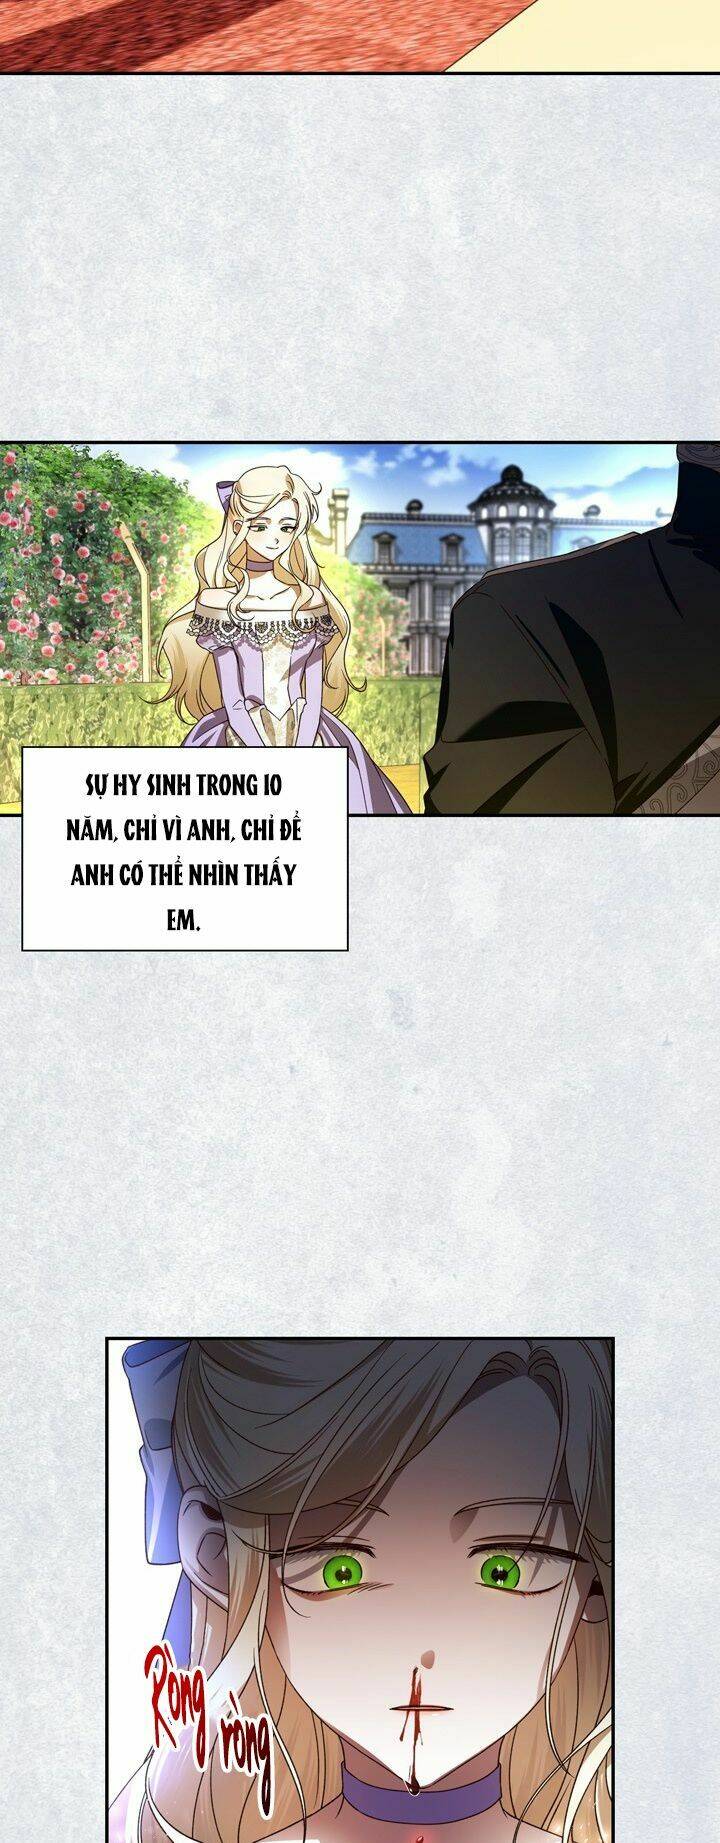 SỰ HY SINH TRONG 10
NĂM, CHỈ VÌ ANH, CHỈ ĐỂ
ANH CÓ THỂ NHÌN THẤY
EM.
Ròng
ròng